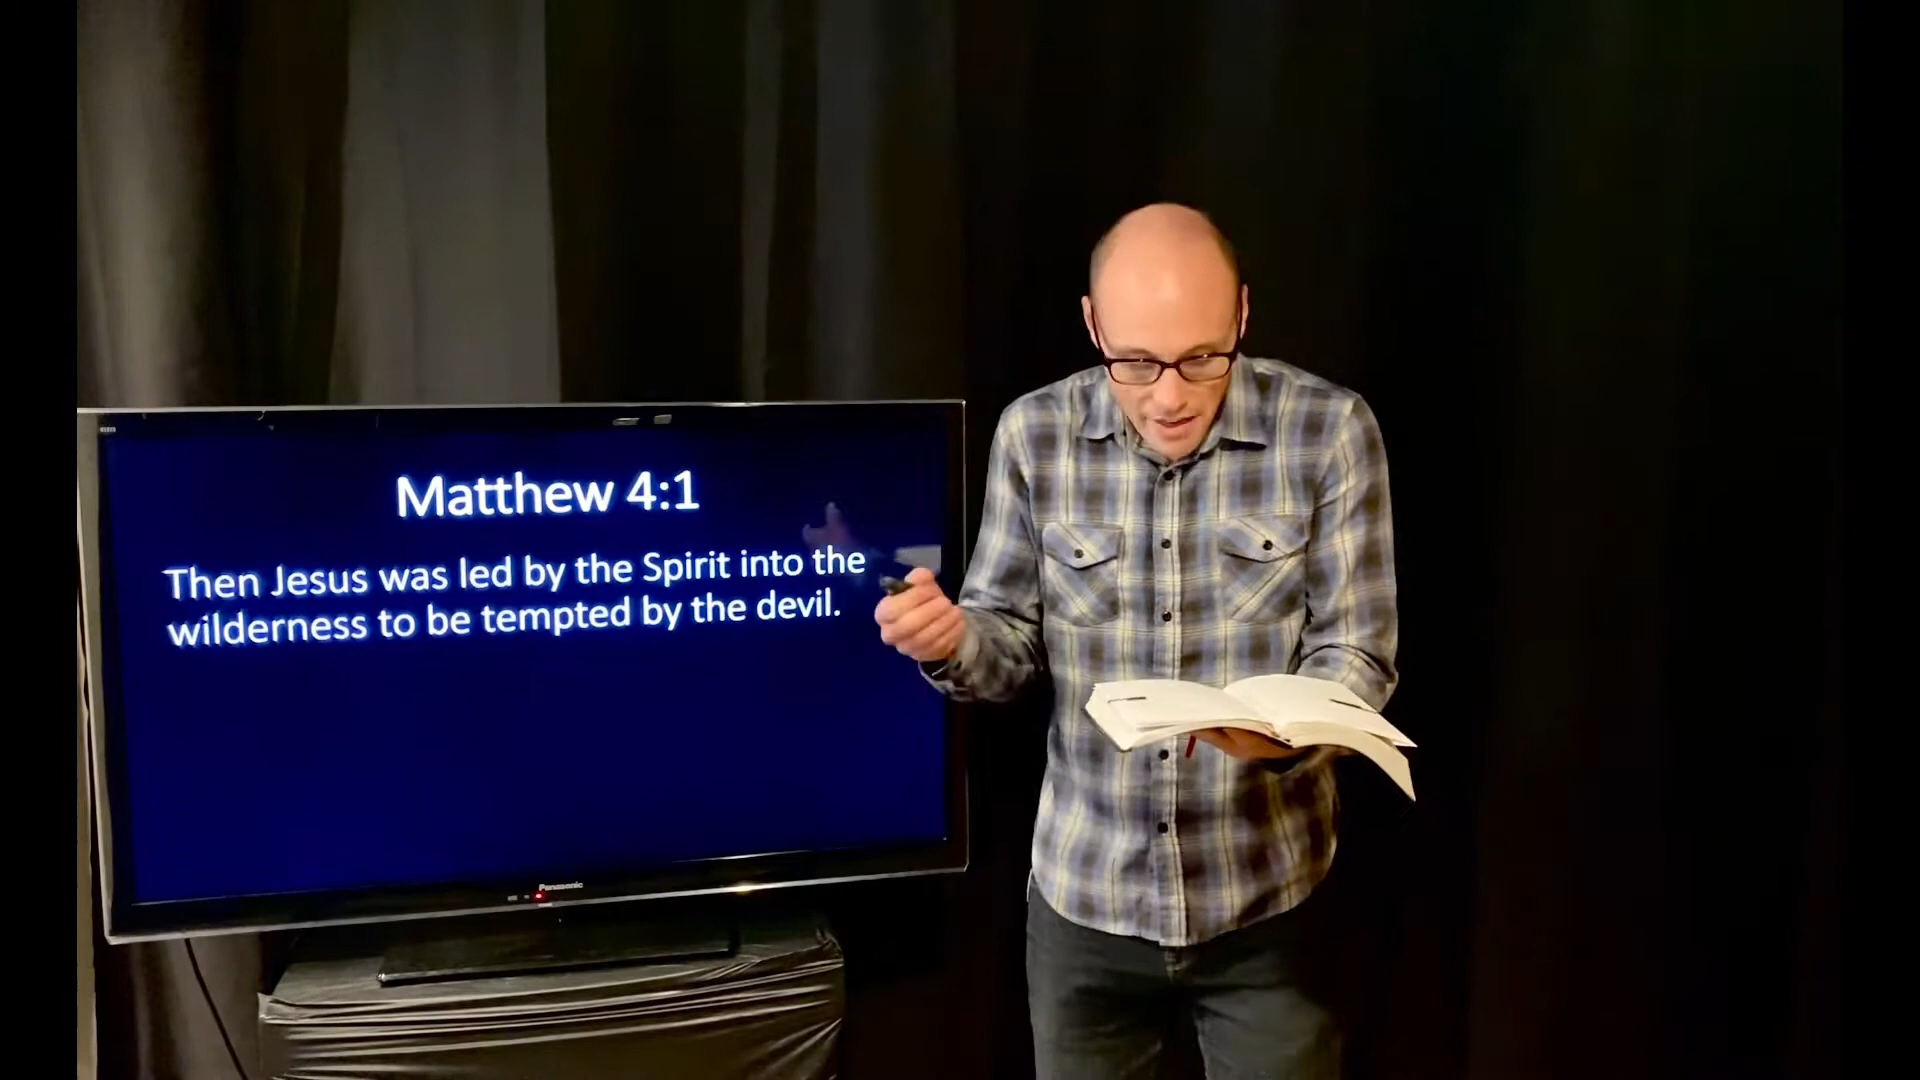 Matthew 4:1
Then Jesus was led by the Spirit into the
wilderness to be tempted by the devil.
Panasonic